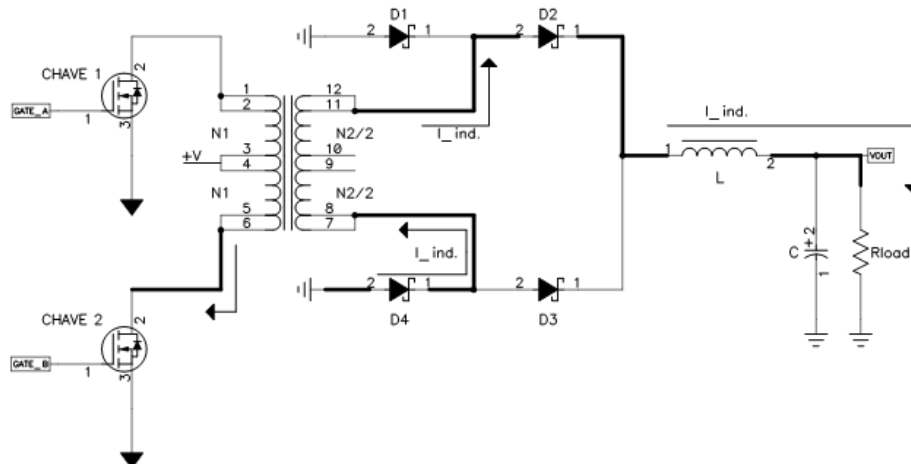 D1
D2
2 1
2 1
CHAVE 1
2
GATE_A
1
3
1
2
12
11
I_ind.
I_ind.
N1
N2/2
3
4
10
9
+V
1
2
L
VOUT
N1
N2/2
5
6
8
7
C
+2
1
Rload
I_ind.
2 1
2 1
D4
D3
CHAVE 2
2
GATE_B
1
3